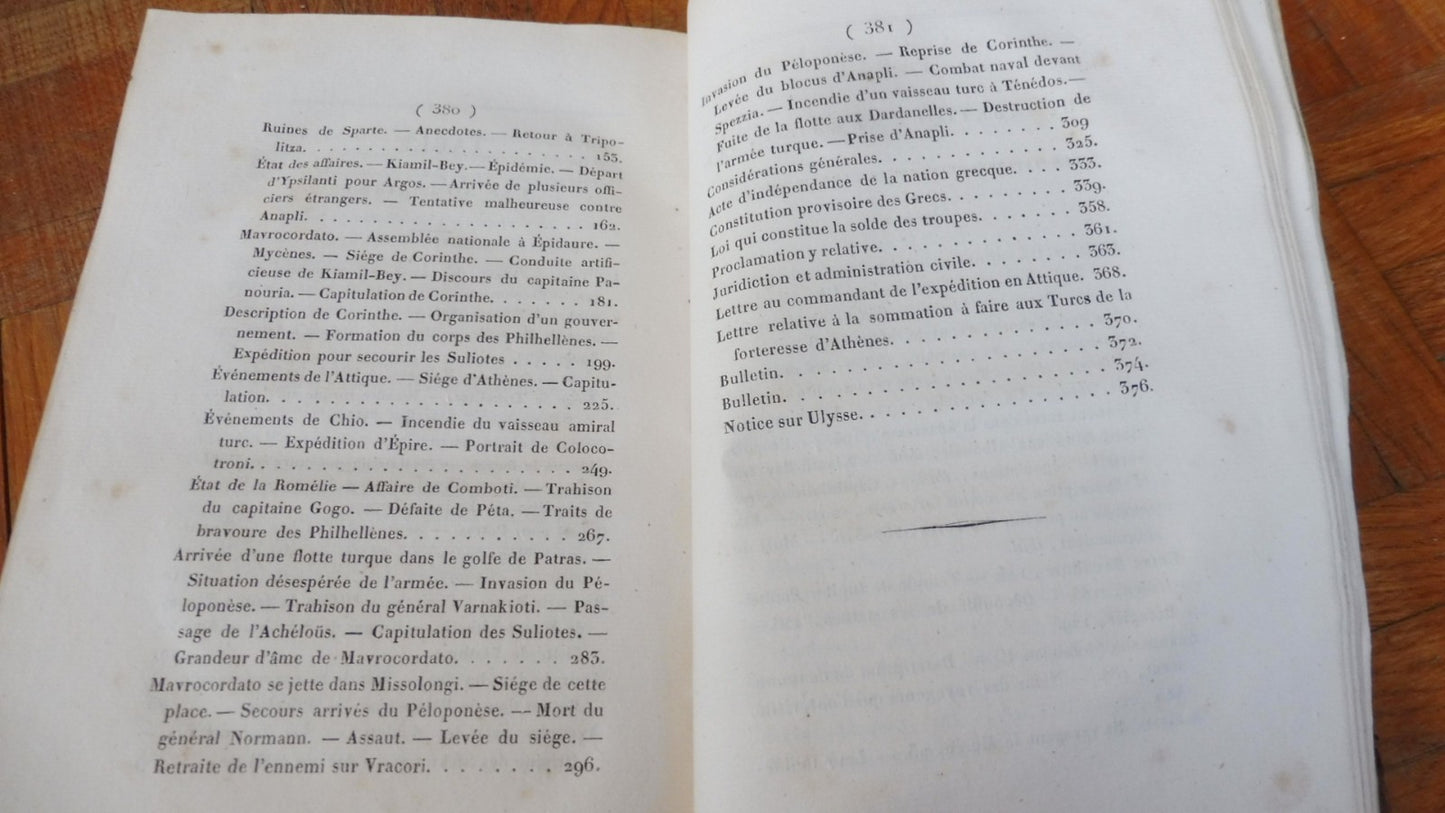 ( 380 )
Ruines de Sparte. — Anecdotes. — Retour à Tripo-
litza. . . . . . . . . . . . . . . . . . . . . . 153.
État des affaires. — Kiamil-Bey. — Épidémie. — Départ
d'Ypsilanti pour Argos. — Arrivée de plusieurs offi-
ciers étrangers. — Tentative malheureuse contre
Anapli. . . . . . . . . . . . . . . . . . . . . 162.
Mavrocordato. — Assemblée nationale à Épidaure. —
Mycènes. — Siége de Corinthe. — Conduite artifi-
cieuse de Kiamil-Bey. — Discours du capitaine Pa-
nouria. — Capitulation de Corinthe. . . . . . . 181.
Description de Corinthe. — Organisation d'un gouver-
nement. — Formation du corps des Philhellènes. —
Expédition pour secourir les Suliotes . . . . . 199.
Événements de l'Attique. — Siége d'Athènes. — Capitu-
lation. . . . . . . . . . . . . . . . . . . . . 225.
Événements de Chio. — Incendie du vaisseau amiral
turc. — Expédition d'Épire. — Portrait de Coloco-
troni. . . . . . . . . . . . . . . . . . . . . 249.
État de la Romélie — Affaire de Comboti. — Trahison
du capitaine Gogo. — Défaite de Péta. — Traits de
bravoure des Philhellènes. . . . . . . . . . . 267.
Arrivée d'une flotte turque dans le golfe de Patras. —
Situation désespérée de l'armée. — Invasion du Pé-
loponèse. — Trahison du général Varnakioti. — Pas-
sage de l'Achéloüs. — Capitulation des Suliotes. —
Grandeur d'âme de Mavrocordato. . . . . . . 283.
Mavrocordato se jette dans Missolongi. — Siége de cette
place. — Secours arrivés du Péloponèse. — Mort du
général Normann. — Assaut. — Levée du siége. —
Retraite de l'ennemi sur Vracori. . . . . . . . 296.
( 381 )
Invasion du Péloponèse. — Reprise de Corinthe. —
Levée du blocus d'Anapli. — Combat naval devant
Spezzia. — Incendie d'un vaisseau turc à Ténédos. —
Fuite de la flotte aux Dardanelles. — Destruction de
l'armée turque. — Prise d'Anapli. . . . . . . . 309
Considérations générales. . . . . . . . . . . . . 325.
Acte d'indépendance de la nation grecque. . . . 333.
Constitution provisoire des Grecs. . . . . . . . 339.
Loi qui constitue la solde des troupes. . . . . . 358.
Proclamation y relative. . . . . . . . . . . . . 361.
Juridiction et administration civile. . . . . . . . 363.
Lettre au commandant de l'expédition en Attique. 368.
Lettre relative à la sommation à faire aux Turcs de la
forteresse d'Athènes. . . . . . . . . . . . . . 370.
Bulletin. . . . . . . . . . . . . . . . . . . . . 372.
Bulletin. . . . . . . . . . . . . . . . . . . . . 374.
Notice sur Ulysse. . . . . . . . . . . . . . . . . 376.